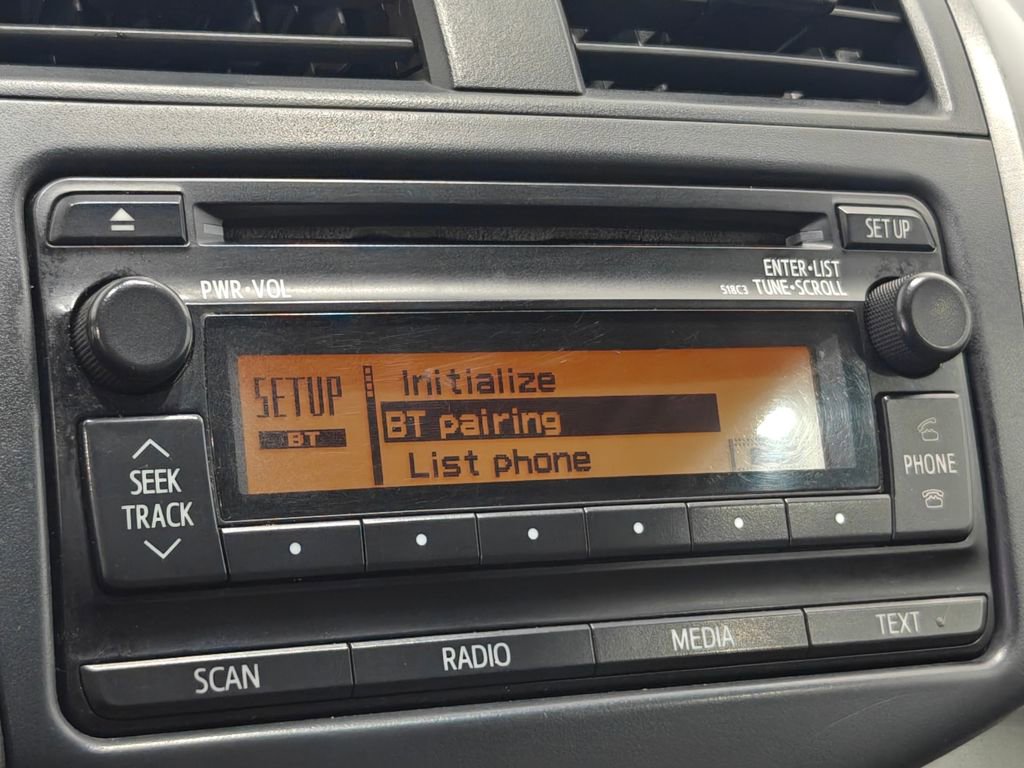 SET UP
PWR•VOL
ENTER•LIST
518C3 TUNE•SCROLL
SETUP
BT
Initialize
BT pairing
List phone
SEEK
TRACK
PHONE
SCAN
RADIO
MEDIA
TEXT